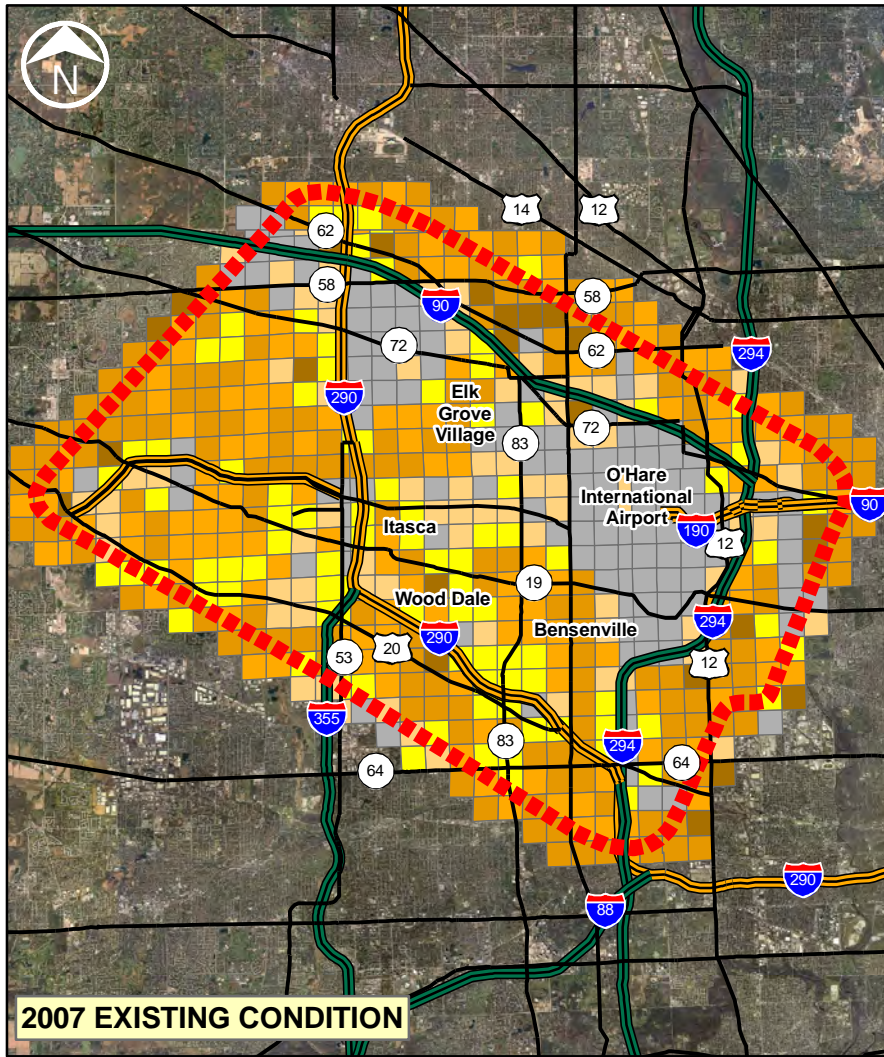 N
14
12
62
58
58
90
72
62
294
290
Elk
Grove
Village
72
83
O'Hare
International
Airport
90
190
12
Itasca
19
Wood Dale
294
Bensenville
290
20
53
12
355
83
294
64
64
290
88
2007 EXISTING CONDITION